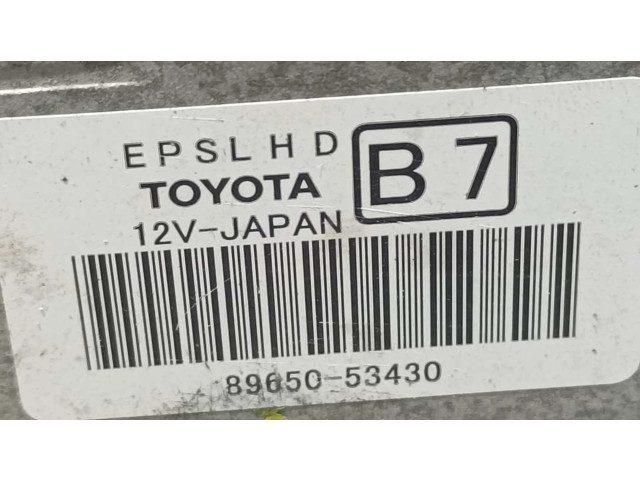 EPSLHD
TOYOTA
B7
12V-JAPAN
89650-53430